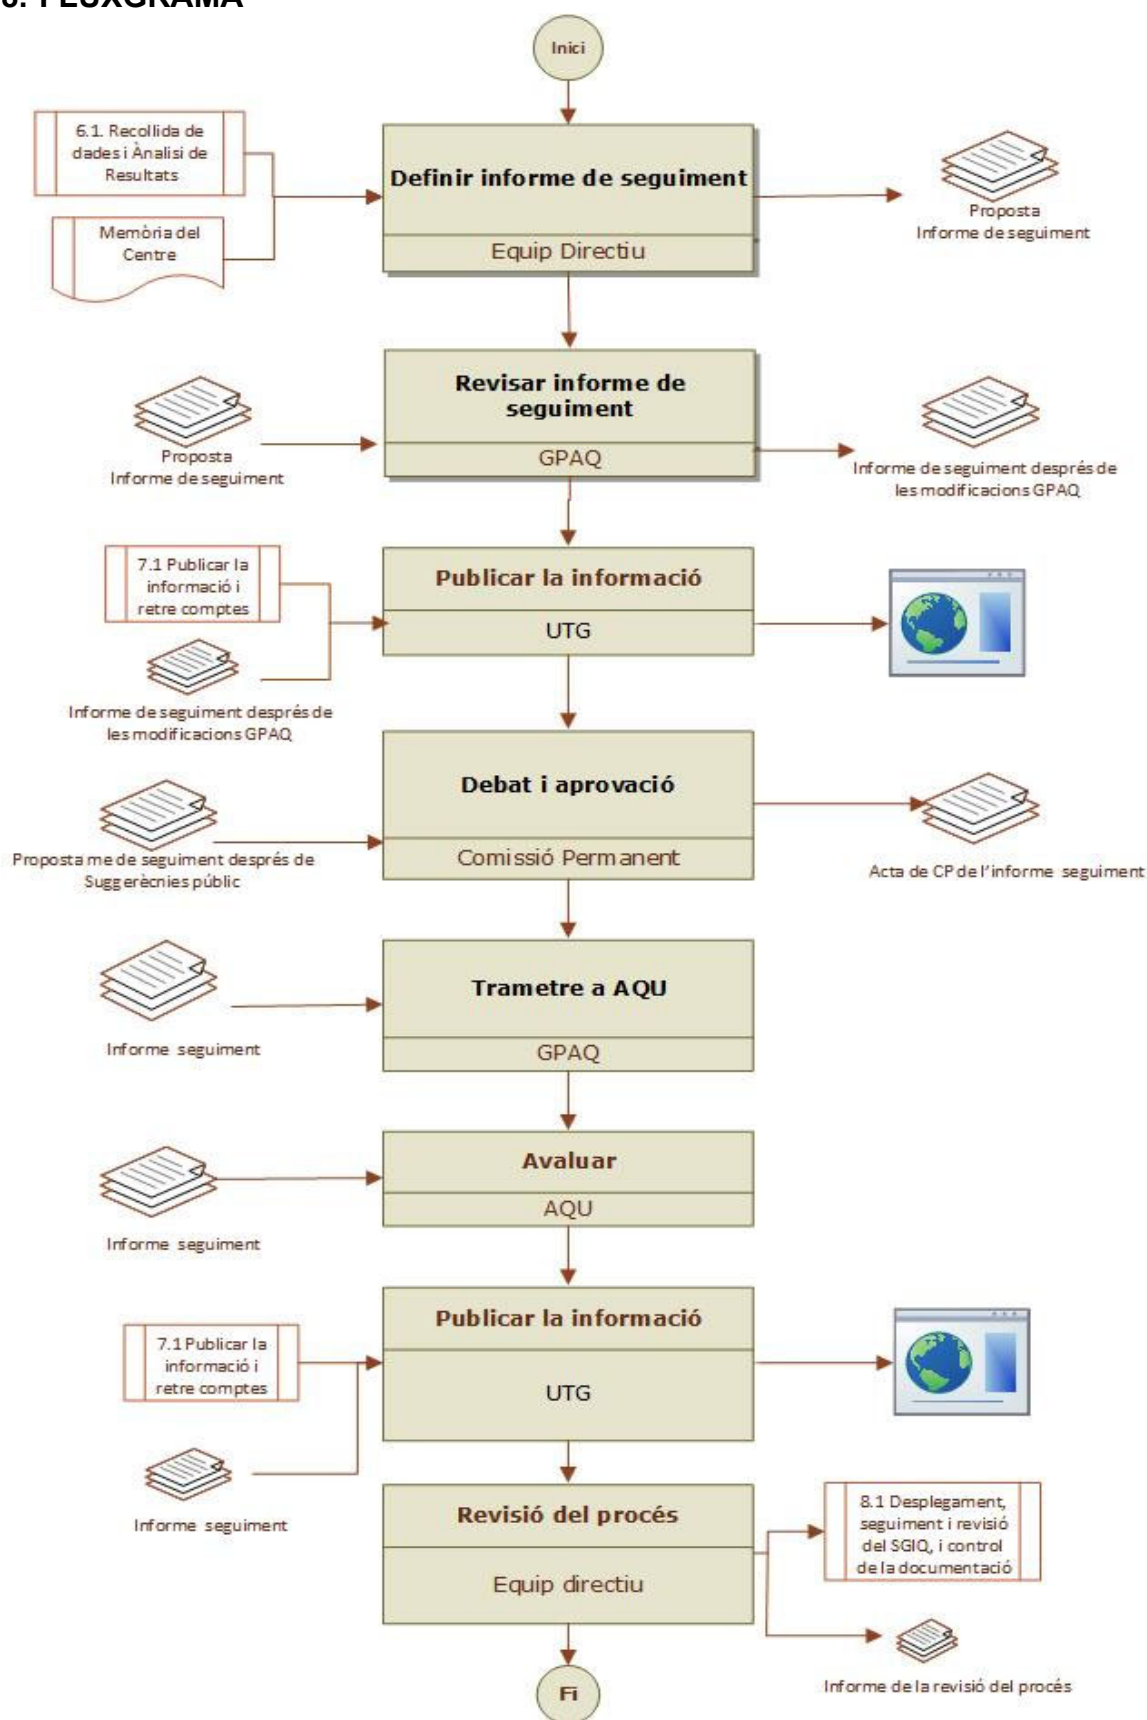 FLUXGRAMA
Inici
6.1. Recollida de
dades i Ànalisi de
Resultats
Memòria del
Centre
Definir informe de seguiment
Equip Directiu
Proposta
Informe de seguiment
Proposta
Informe de seguiment
Revisar informe de
seguiment
GPAQ
Informe de seguiment després de
les modificacions GPAQ
7.1 Publicar la
informació i
retre comptes
Informe de seguiment després de
les modificacions GPAQ
Publicar la informació
UTG
Proposta me de seguiment després de
Suggerècnies públic
Debat i aprovació
Comissió Permanent
Acta de CP de l'informe seguiment
Informe seguiment
Trametre a AQU
GPAQ
Informe seguiment
Avaluar
AQU
7.1 Publicar la
informació i
retre comptes
Informe seguiment
Publicar la informació
UTG
Revisió del procés
Equip directiu
8.1 Desplegament,
seguiment i revisió
del SGIQ, i control
de la documentació
Informe de la revisió del procés
Fi